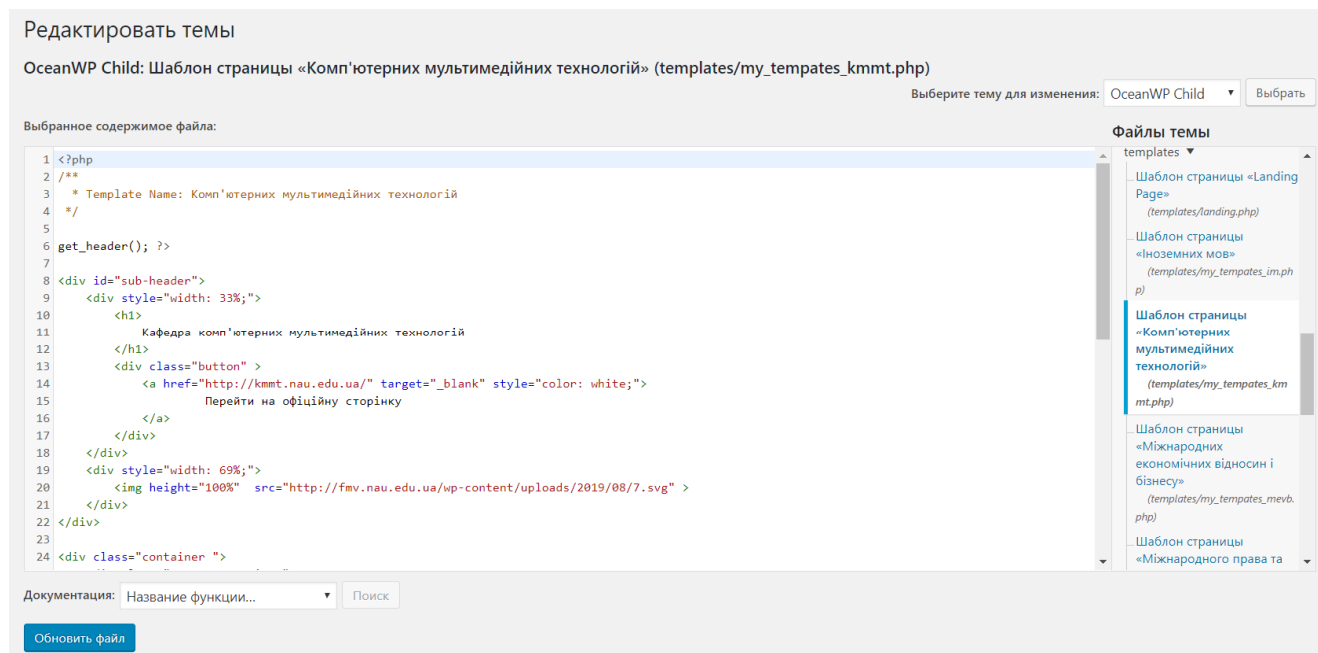 Редактировать темы
OceanWP Child: Шаблон страницы «Комп'ютерних мультимедійних технологій» (templates/my_tempates_kmmt.php)
Выберите тему для изменения: OceanWP Child Выбрать
Выбранное содержимое файла:
1 <?php
2 /**
3 * Template Name: Комп'ютерних мультимедійних технологій
4 */
5
6 get_header(); ?>
7
8 <div id="sub-header">
9 <div style="width: 33%;">
10 <h1>
11 Кафедра комп'ютерних мультимедійних технологій
12 </h1>
13 <div class="button" >
14 <a href="http://kmmt.nau.edu.ua/" target="_blank" style="color: white;">
15 Перейти на офіційну сторінку
16 </a>
17 </div>
18 </div>
19 <div style="width: 69%;">
20 <img height="100%" src="http://fmv.nau.edu.ua/wp-content/uploads/2019/08/7.svg" >
21 </div>
22 </div>
23
24 <div class="container ">
Файлы темы
templates
Шаблон страницы «Landing
Page»
(templates/landing.php)
Шаблон страницы
«Іноземних мов»
(templates/my_tempates_im.ph
p)
Шаблон страницы
«Комп'ютерних
мультимедійних
технологій»
(templates/my_tempates_km
mt.php)
Шаблон страницы
«Міжнародних
економічних відносин і
бізнесу»
(templates/my_tempates_mevb.
php)
Шаблон страницы
«Міжнародного права та
Документация: Название функции... Поиск
Обновить файл